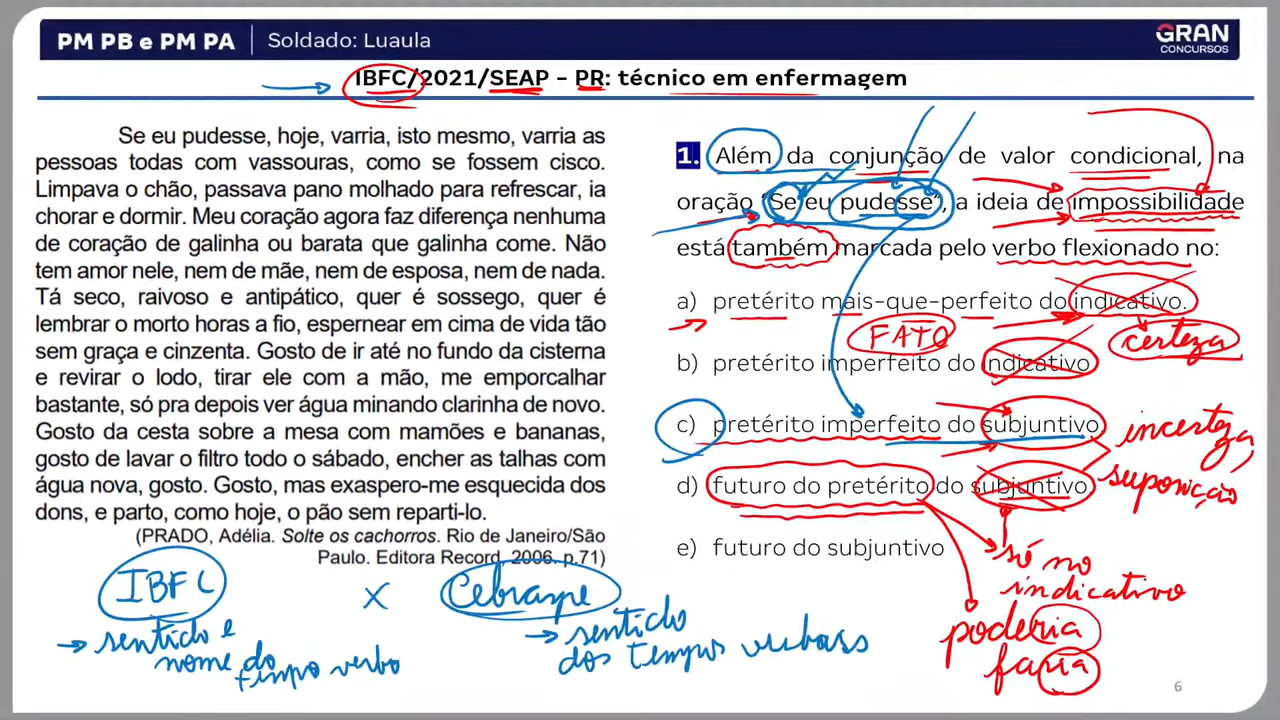 PM PB e PM PA | Soldado: Luaula
GRAN
CONCURSOS
IBFC/2021/SEAP – PR: técnico em enfermagem
Se eu pudesse, hoje, varria, isto mesmo, varria as
pessoas todas com vassouras, como se fossem cisco.
Limpava o chão, passava pano molhado para refrescar, ia
chorar e dormir. Meu coração agora faz diferença nenhuma
de coração de galinha ou barata que galinha come. Não
tem amor nele, nem de mãe, nem de esposa, nem de nada.
Tá seco, raivoso e antipático, quer é sossego, quer é
lembrar o morto horas a fio, espernear em cima de vida tão
sem graça e cinzenta. Gosto de ir até no fundo da cisterna
e revirar o lodo, tirar ele com a mão, me emporcalhar
bastante, só pra depois ver água minando clarinha de novo.
Gosto da cesta sobre a mesa com mamões e bananas,
gosto de lavar o filtro todo o sábado, encher as talhas com
água nova, gosto. Gosto, mas exaspero-me esquecida dos
dons, e parto, como hoje, o pão sem reparti-lo.
(PRADO, Adélia. Solte os cachorros. Rio de Janeiro/São
Paulo. Editora Record, 2006. p.71)
IBFC
x
Cebraspe
→ sentido e
nome do
tempo verbo
→ sentido
dos tempos verbais
1. Além da conjunção de valor condicional, na
oração "Se eu pudesse", a ideia de impossibilidade
está também marcada pelo verbo flexionado no:
a) pretérito mais-que-perfeito do indicativo.
FATO
certeza
b) pretérito imperfeito do indicativo
c) pretérito imperfeito do subjuntivo
incerteza,
suposição
d) futuro do pretérito do subjuntivo.
e) futuro do subjuntivo
só no
indicativo
poderia
faria
6